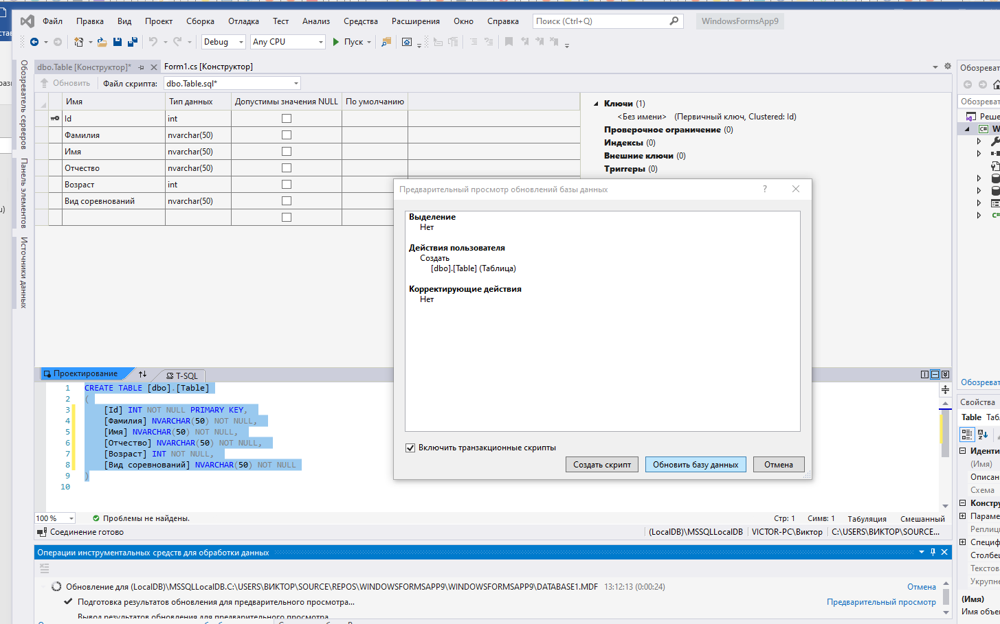 Файл Правка Вид Проект Сборка Отладка Тест Анализ Средства Расширения Окно Справка Поиск (Ctrl+Q) WindowsFormsApp9
Debug Any CPU Пуск
dbo.Table [Конструктор]* Form1.cs [Конструктор]
Обновить Файл скрипта: dbo.Table.sql*
Обозреватель серверов
Панель элементов
Источники данных
Имя Тип данных Допустимы значения NULL По умолчанию
Id int
Фамилия nvarchar(50)
Имя nvarchar(50)
Отчество nvarchar(50)
Возраст int
Вид соревнований nvarchar(50)
Ключи (1)
<Без имени> (Первичный ключ, Clustered: Id)
Проверочное ограничение (0)
Индексы (0)
Внешние ключи (0)
Триггеры (0)
Предварительный просмотр обновлений базы данных ?
Выделение
Нет
Действия пользователя
Создать
[dbo].[Table] (Таблица)
Корректирующие действия
Нет
Включить транзакционные скрипты
Создать скрипт Обновить базу данных Отмена
Проектирование T-SQL
1 CREATE TABLE [dbo].[Table]
2 (
3 [Id] INT NOT NULL PRIMARY KEY,
4 [Фамилия] NVARCHAR(50) NOT NULL,
5 [Имя] NVARCHAR(50) NOT NULL,
6 [Отчество] NVARCHAR(50) NOT NULL,
7 [Возраст] INT NOT NULL,
8 [Вид соревнований] NVARCHAR(50) NOT NULL
9 )
10
100 % Проблемы не найдены. Стр: 1 Симв: 1 Табуляция Смешанный
Соединение готово (LocalDB)\MSSQLLocalDB VICTOR-PC\Виктор C:\USERS\ВИКТОР\SOURCE...
Операции инструментальных средств для обработки данных
Обновление для (LocalDB)\MSSQLLocalDB.C:\USERS\ВИКТОР\SOURCE\REPOS\WINDOWSFORMSAPP9\WINDOWSFORMSAPP9\DATABASE1.MDF 13:12:13 (0:00:24) Отмена
Подготовка результатов обновления для предварительного просмотра... Предварительный просмотр
Вывод результатов обновления для предварительного просмотра
Обозреват
Обозреват
Реше
W
C#
Обозреват
Свойства
Table Таб
Иденти
(Имя)
Описан
Схема
Констру
Параме
Реплиц
Специф
Столбец
Текстова
Укрупне
(Имя)
Имя объе